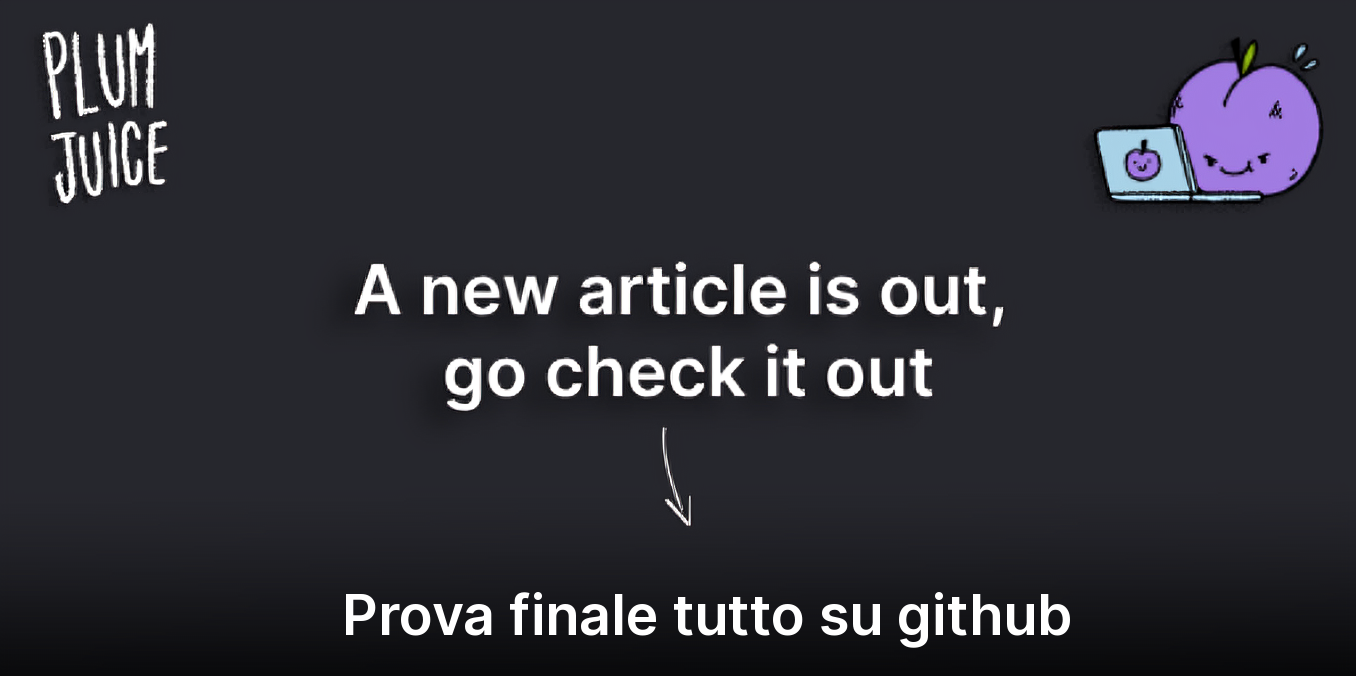 PLUM
JUICE
A new article is out,
go check it out
Prova finale tutto su github